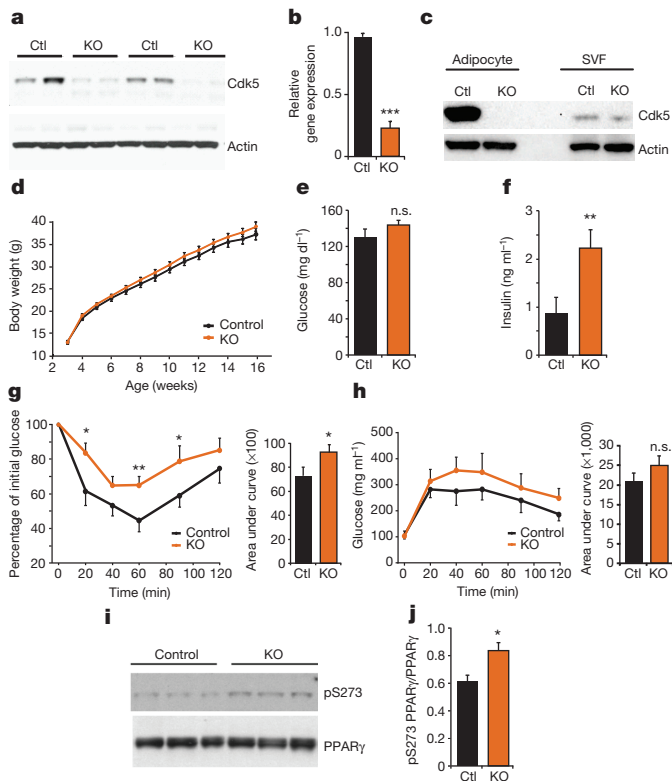 a
Ctl KO Ctl KO
Cdk5
Actin
b
Relative
gene expression
1.0
0.5
0
***
Ctl
KO
c
Adipocyte SVF
Ctl KO Ctl KO
Cdk5
Actin
d
Body weight (g)
40
35
30
25
20
15
10
Control
KO
2 4 6 8 10 12 14 16
Age (weeks)
e
Glucose (mg dl⁻¹)
160
120
80
40
0
n.s.
Ctl KO
f
Insulin (ng ml⁻¹)
3
2
1
0
**
Ctl KO
g
Percentage of initial glucose
100
80
60
40
20
* ** *
Control
KO
0 20 40 60 80 100 120
Time (min)
Area under curve (×100)
100
80
60
40
20
0
*
Ctl KO
h
Glucose (mg ml⁻¹)
500
400
300
200
100
0
Control
KO
0 20 40 60 80 100 120
Time (min)
Area under curve (×1,000)
30
25
20
15
10
5
0
n.s.
Ctl KO
i
Control KO
pS273
PPARγ
j
pS273 PPARγ/PPARγ
1.0
0.8
0.6
0.4
0.2
0
*
Ctl KO